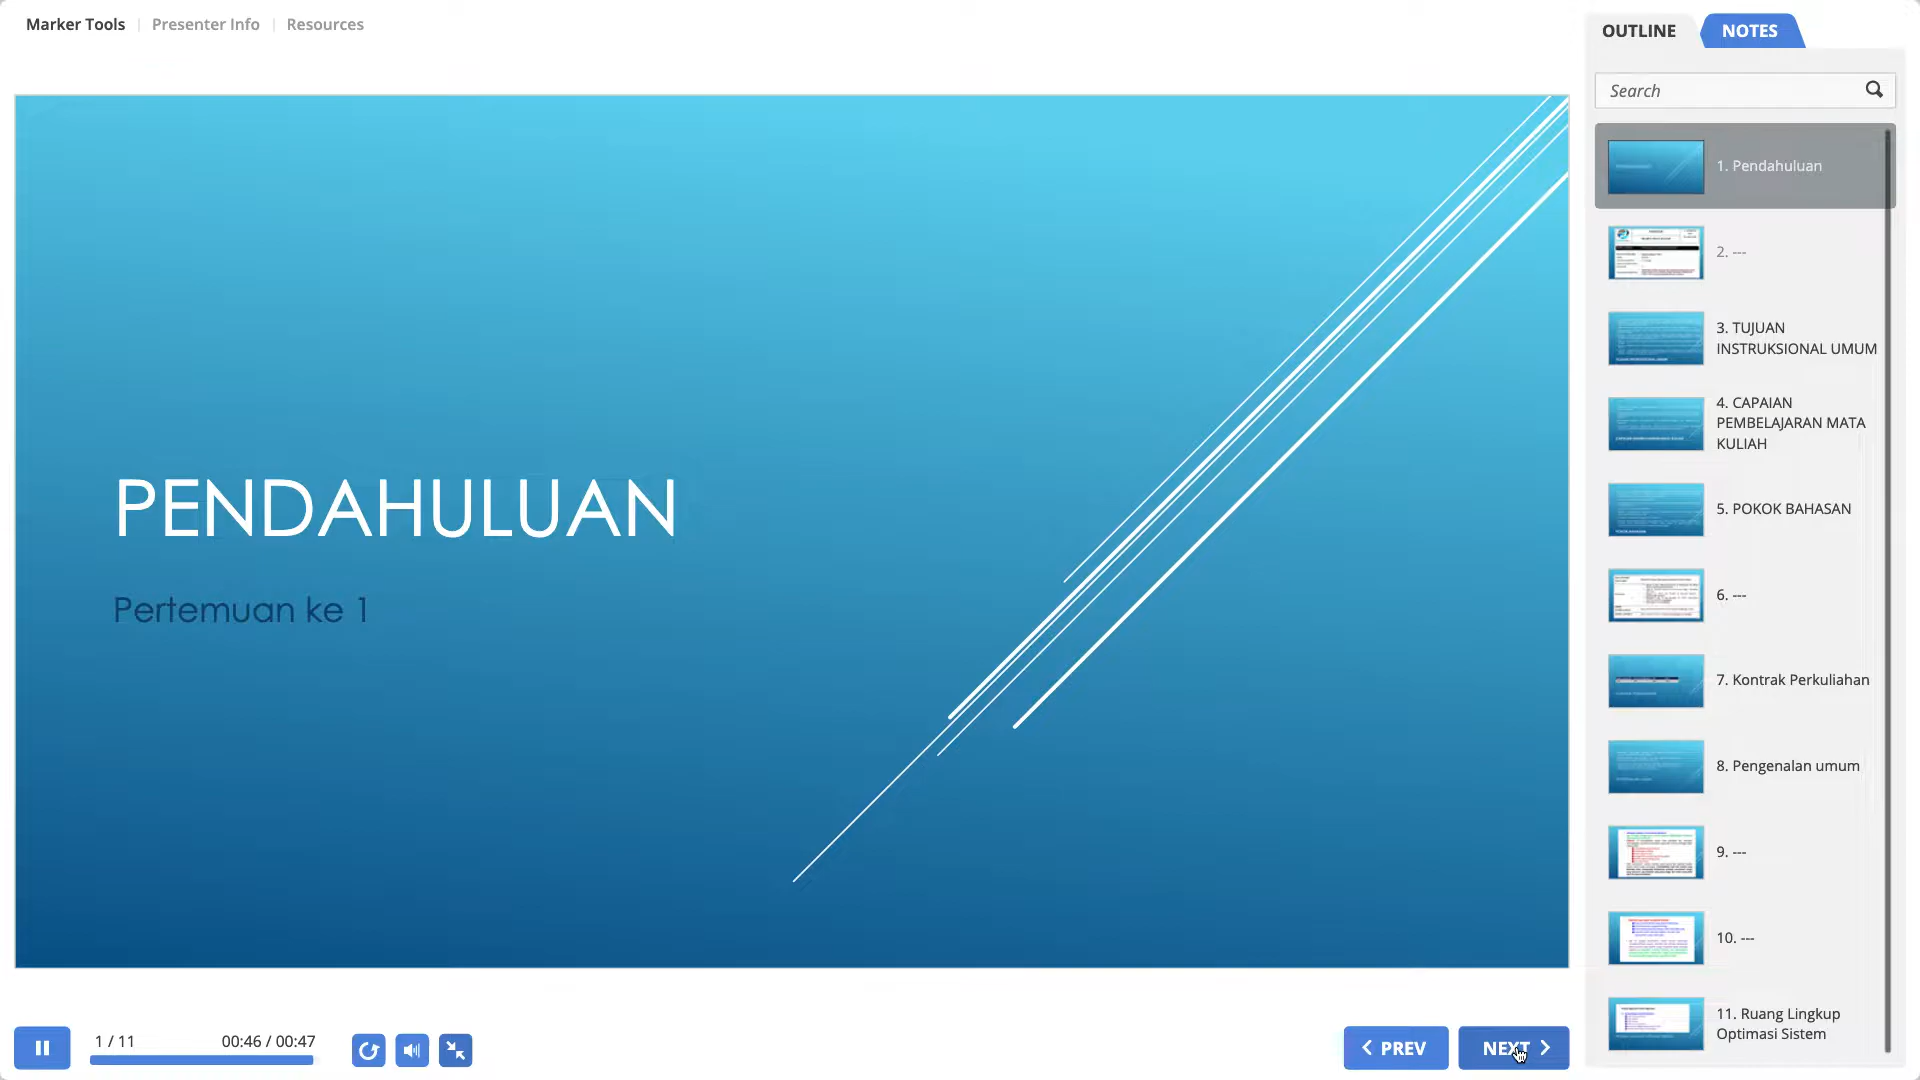 Marker Tools
Presenter Info
Resources
OUTLINE
NOTES
Search
PENDAHULUAN
Pertemuan ke 1
1. Pendahuluan
2. ---
3. TUJUAN
INSTRUKSIONAL UMUM
4. CAPAIAN
PEMBELAJARAN MATA
KULIAH
5. POKOK BAHASAN
6. ---
7. Kontrak Perkuliahan
8. Pengenalan umum
9. ---
10. ---
11. Ruang Lingkup
Optimasi Sistem
1 / 11
00:46 / 00:47
PREV
NEXT